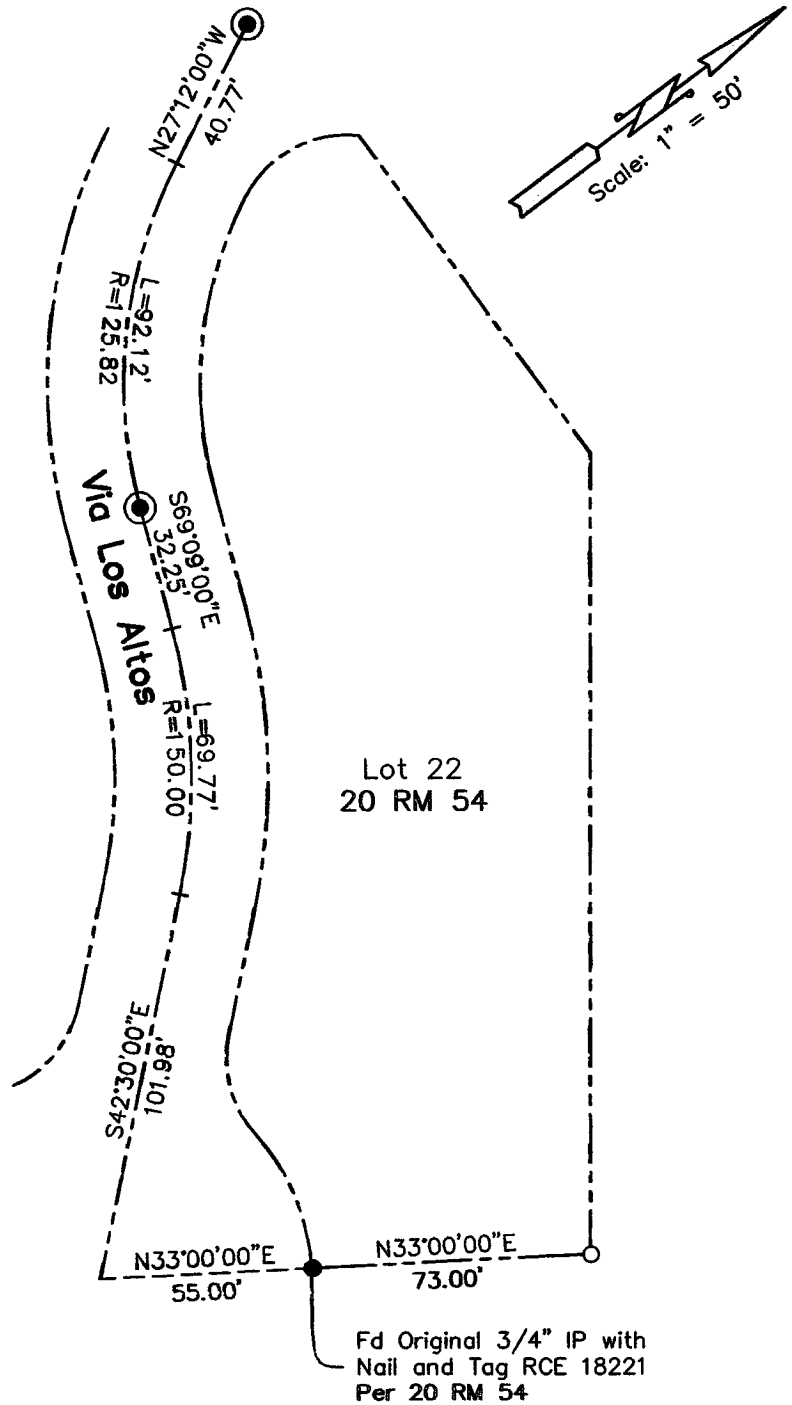 N27°12'00"W
40.77'
Scale: 1" = 50'
L=92.12'
R=125.82
Via Los Altos
S69°09'00"E
32.25'
L=69.77'
R=150.00
Lot 22
20 RM 54
S42°30'00"E
101.98'
N33°00'00"E
55.00'
N33°00'00"E
73.00'
Fd Original 3/4" IP with
Nail and Tag RCE 18221
Per 20 RM 54